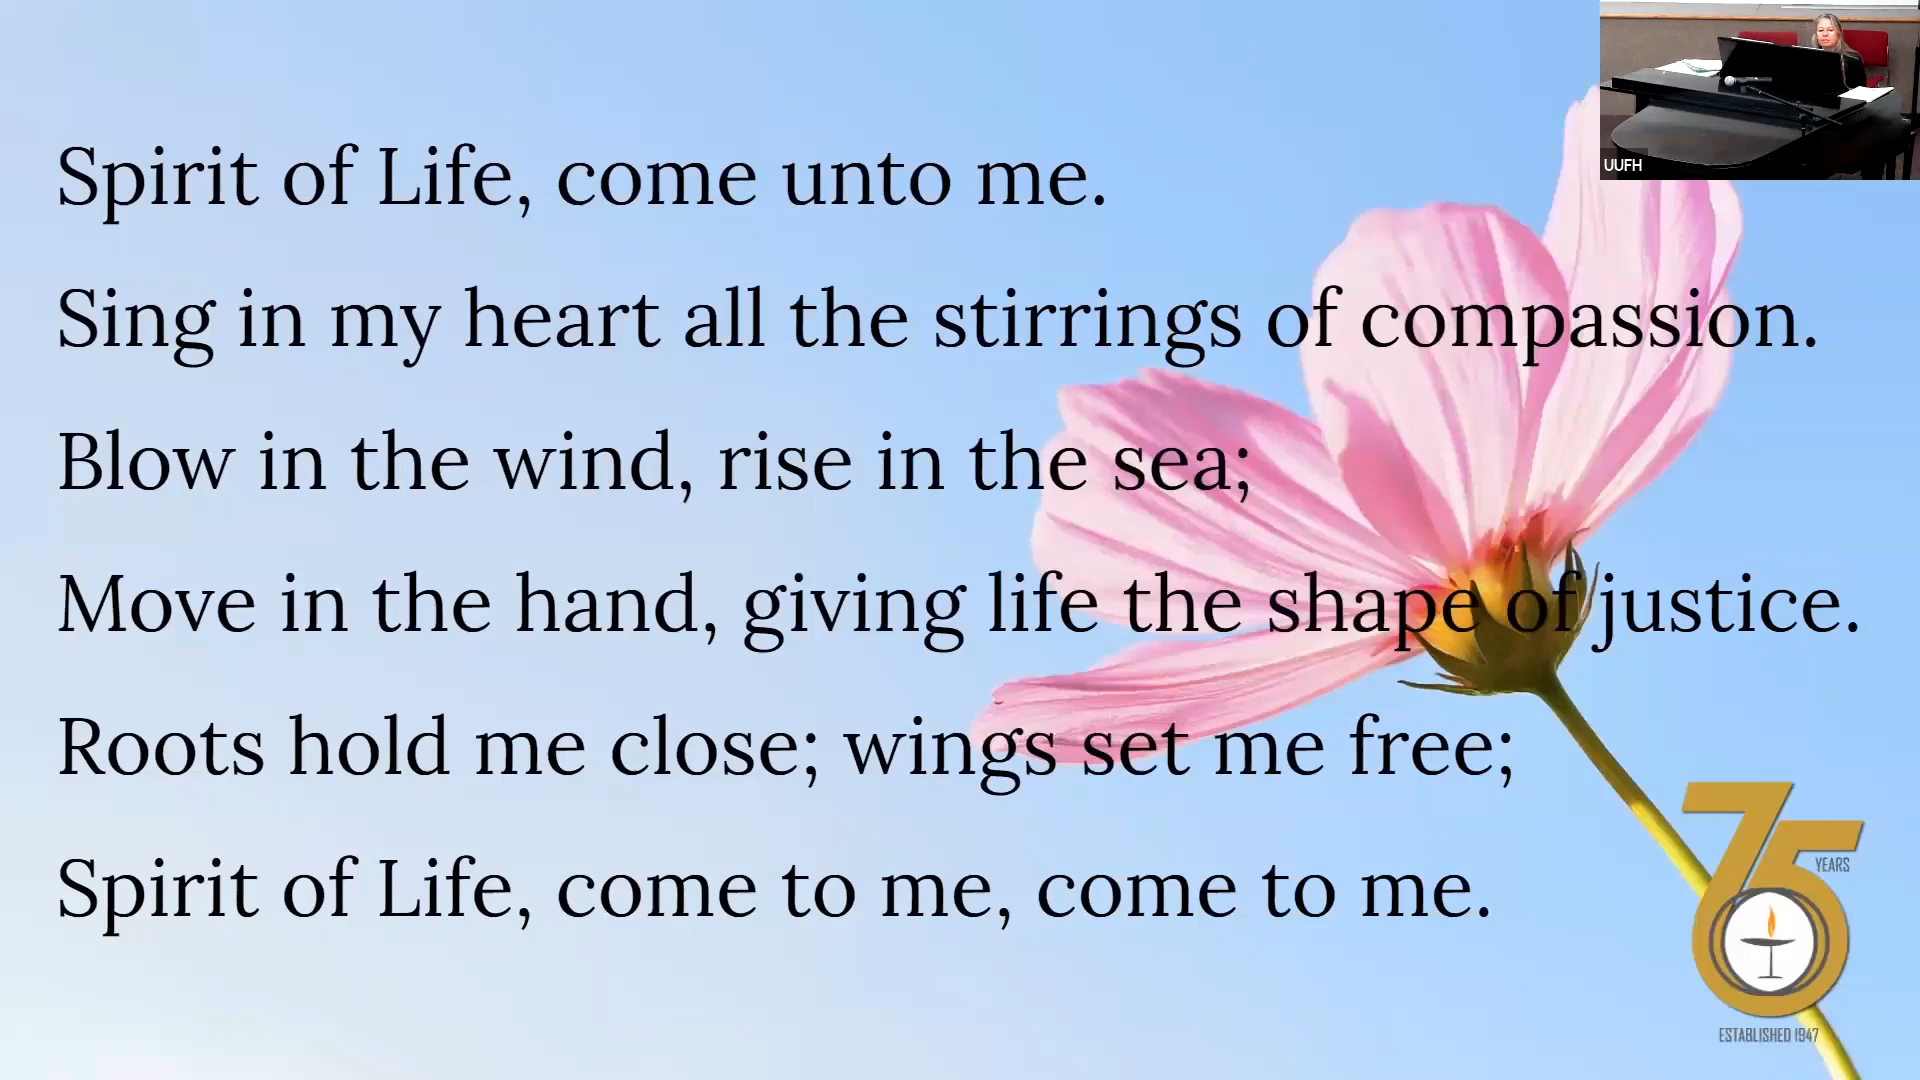 UUFH
Spirit of Life, come unto me.
Sing in my heart all the stirrings of compassion.
Blow in the wind, rise in the sea;
Move in the hand, giving life the shape of justice.
Roots hold me close; wings set me free;
Spirit of Life, come to me, come to me.
75
YEARS
ESTABLISHED 1947